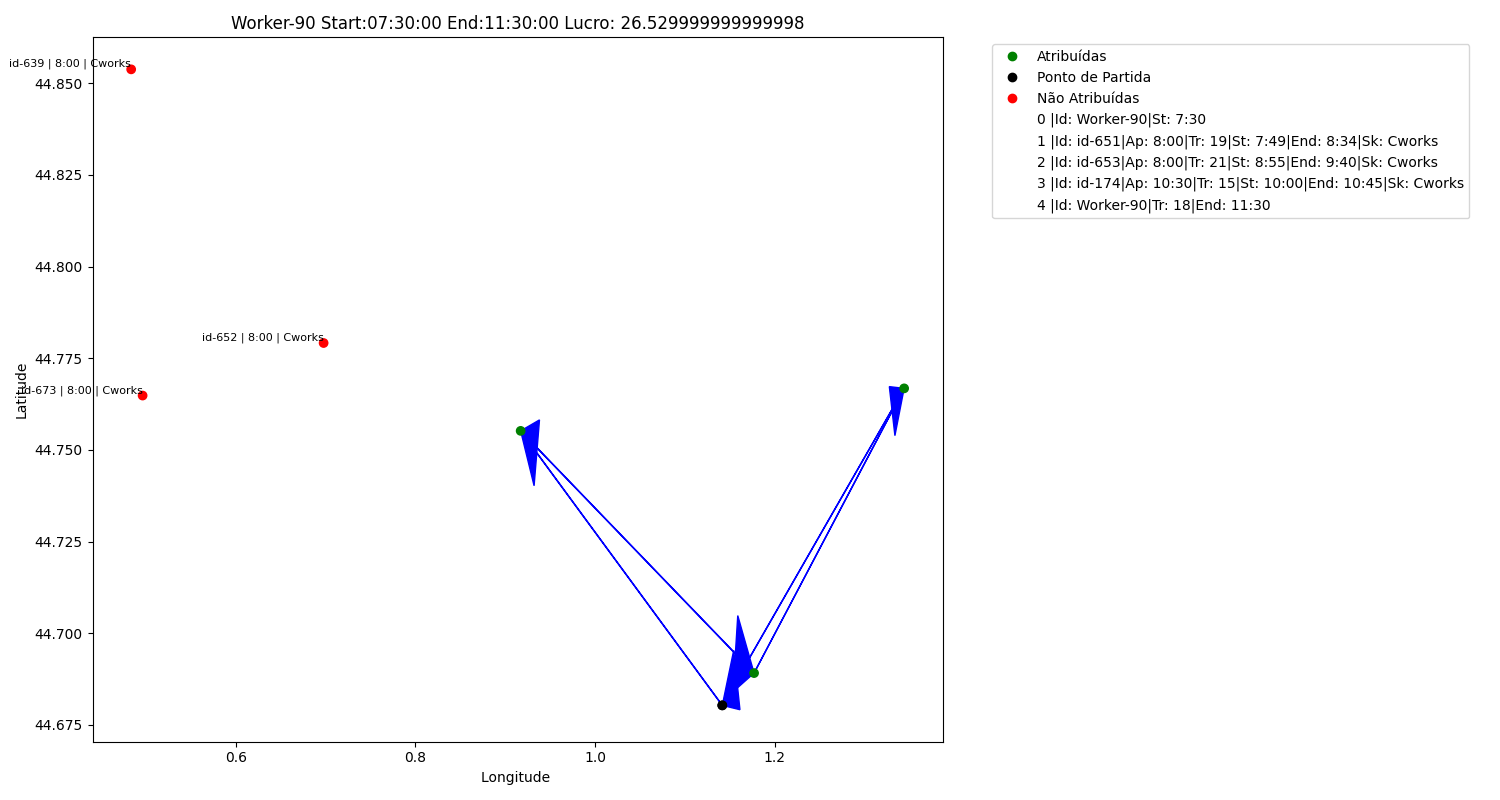 Worker-90 Start:07:30:00 End:11:30:00 Lucro: 26.529999999999998
id-639 | 8:00 | Cworks
id-652 | 8:00 | Cworks
id-673 | 8:00 | Cworks
44.850
44.825
44.800
44.775
44.750
44.725
44.700
44.675
Latitude
0.6
0.8
1.0
1.2
Longitude
Atribuídas
Ponto de Partida
Não Atribuídas
0 |Id: Worker-90|St: 7:30
1 |Id: id-651|Ap: 8:00|Tr: 19|St: 7:49|End: 8:34|Sk: Cworks
2 |Id: id-653|Ap: 8:00|Tr: 21|St: 8:55|End: 9:40|Sk: Cworks
3 |Id: id-174|Ap: 10:30|Tr: 15|St: 10:00|End: 10:45|Sk: Cworks
4 |Id: Worker-90|Tr: 18|End: 11:30